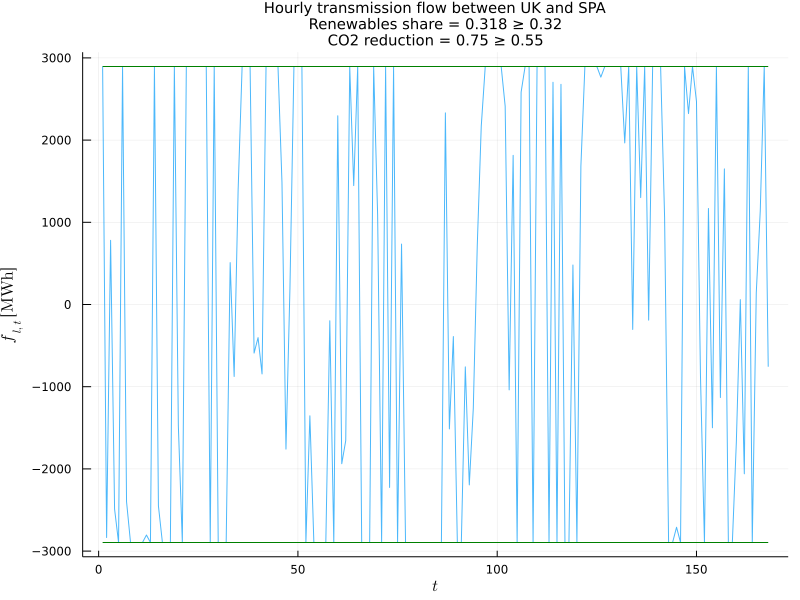 Hourly transmission flow between UK and SPA
Renewables share = 0.318 ≥ 0.32
CO2 reduction = 0.75 ≥ 0.55
3000
2000
1000
0
−1000
−2000
−3000
f l,t [MWh]
0 50 100 150
t